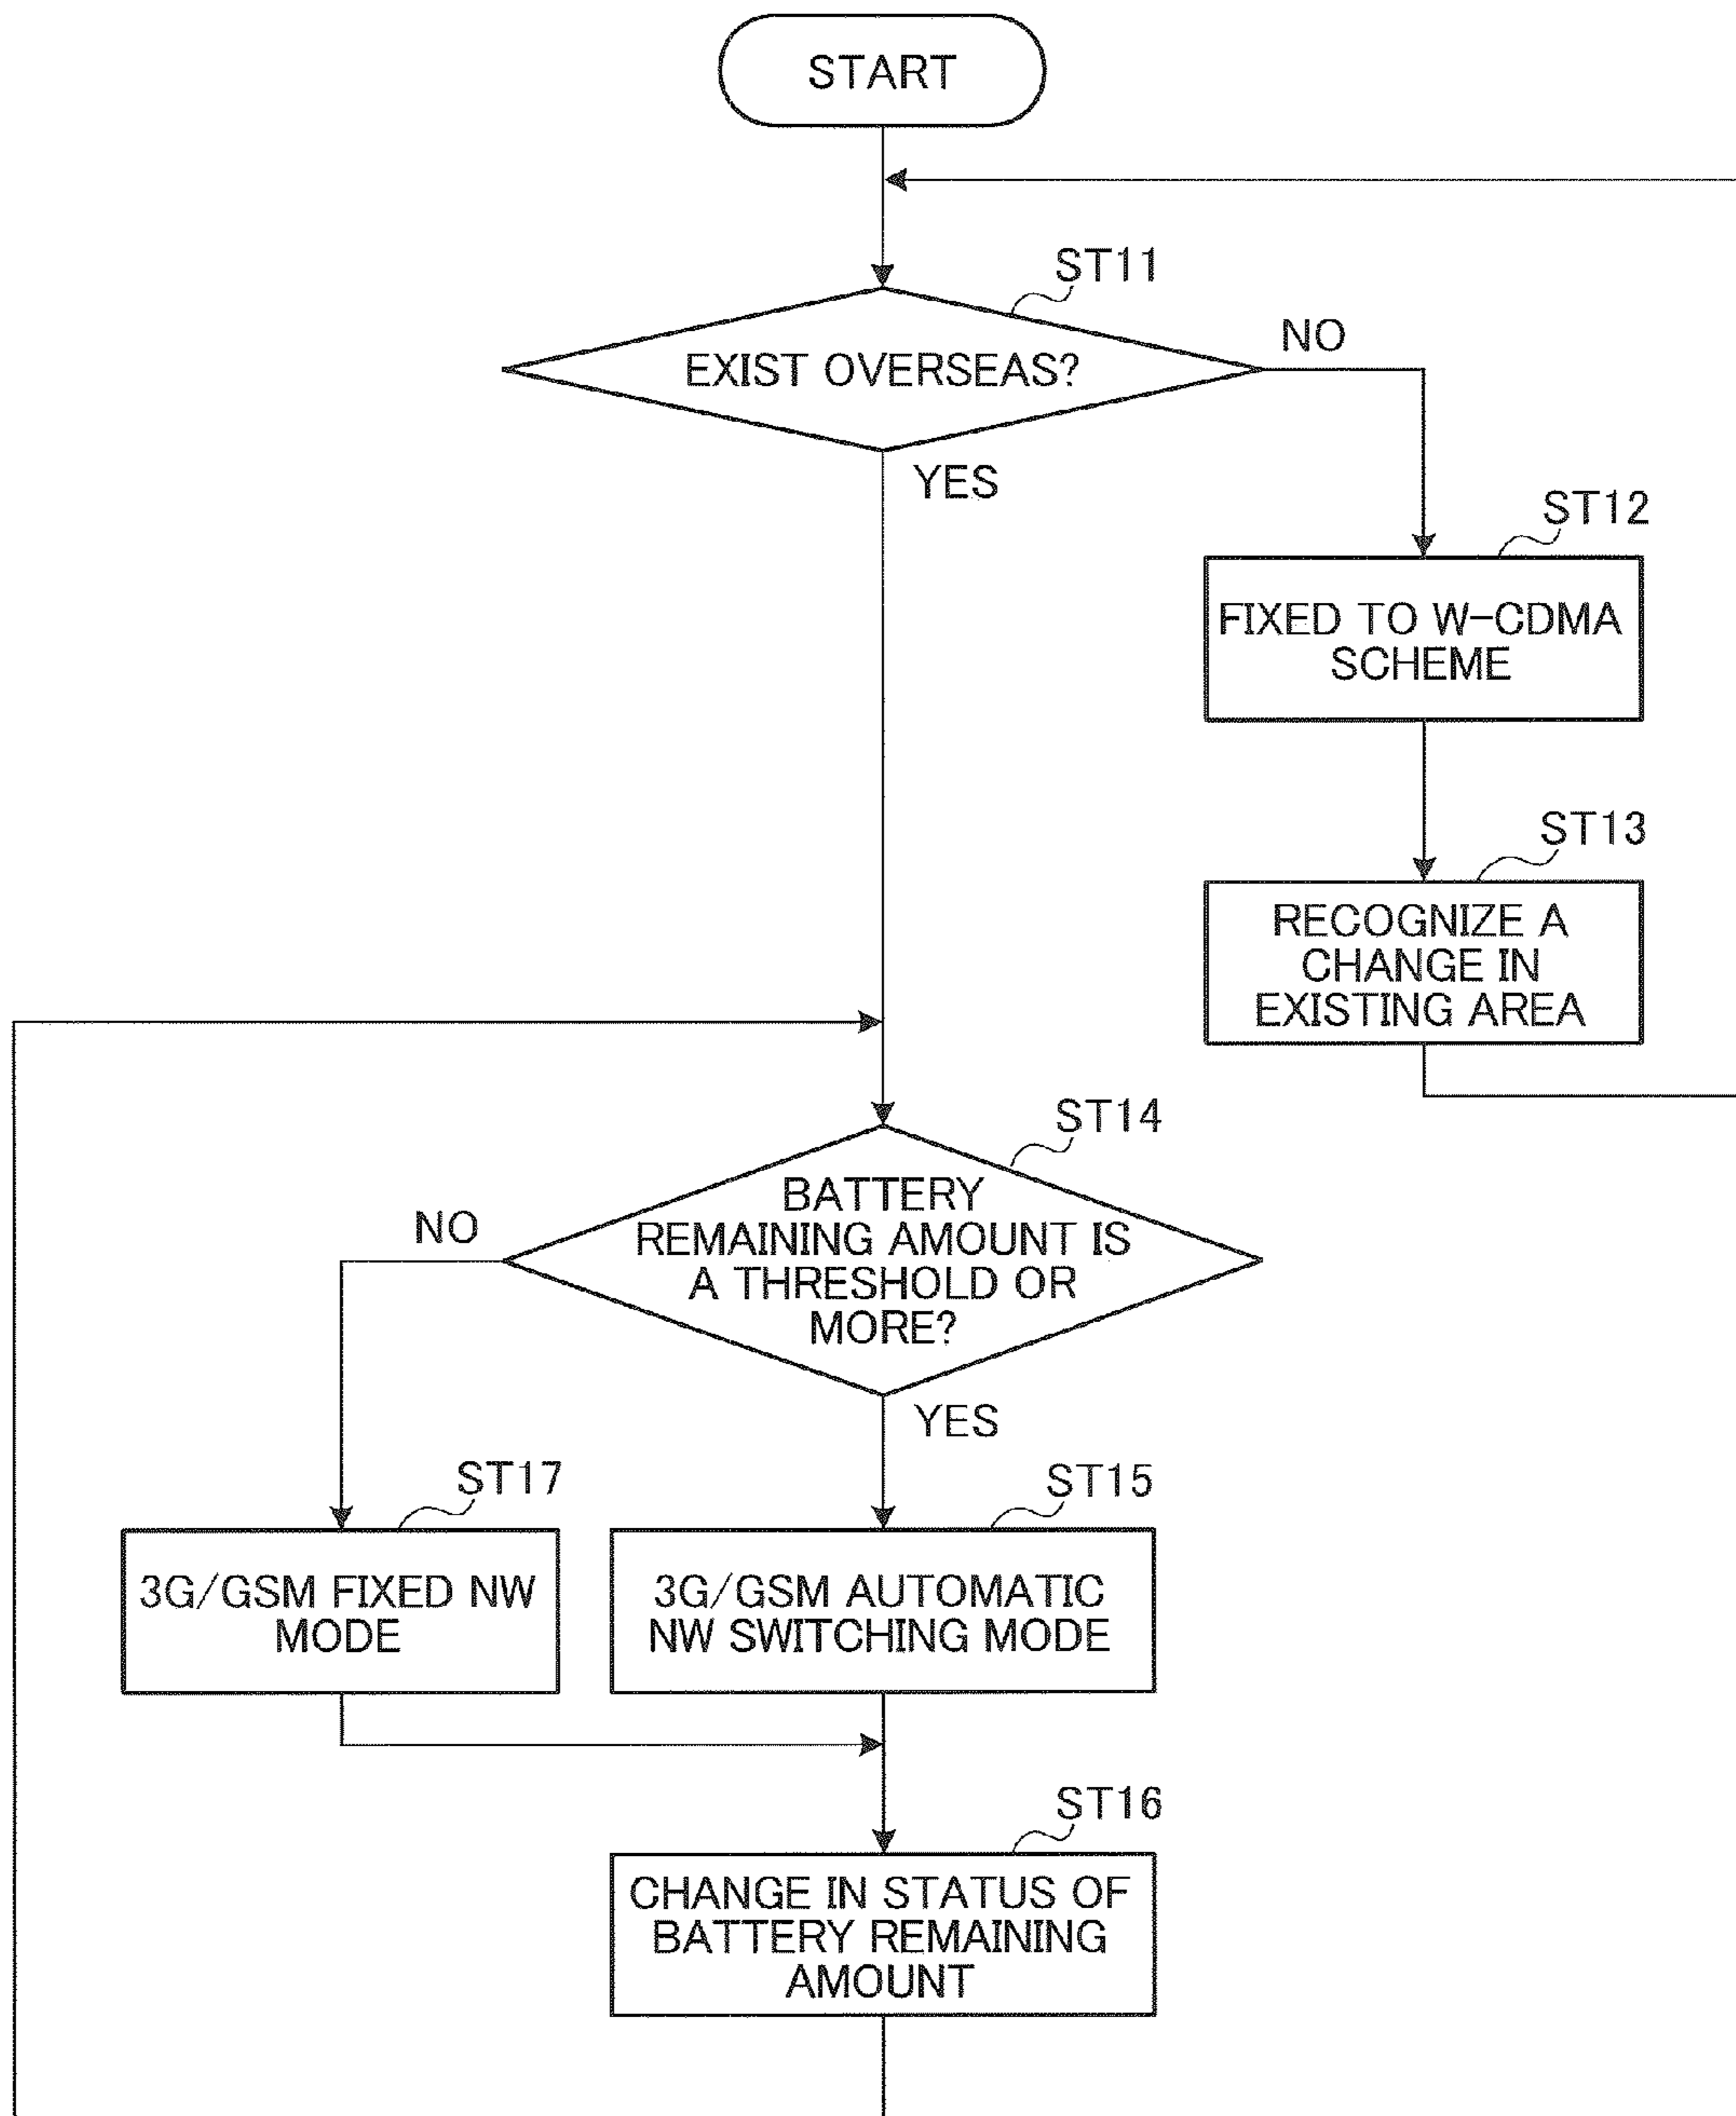 START
ST11
EXIST OVERSEAS?
NO
YES
ST12
FIXED TO W-CDMA
SCHEME
ST13
RECOGNIZE A
CHANGE IN
EXISTING AREA
ST14
BATTERY
REMAINING AMOUNT IS
A THRESHOLD OR
MORE?
NO
YES
ST17
3G/GSM FIXED NW
MODE
ST15
3G/GSM AUTOMATIC
NW SWITCHING MODE
ST16
CHANGE IN STATUS OF
BATTERY REMAINING
AMOUNT